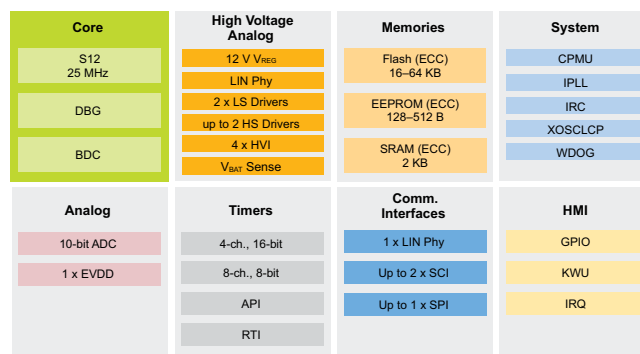 Core
S12
25 MHz
DBG
BDC
High Voltage
Analog
12 V VREG
LIN Phy
2 x LS Drivers
up to 2 HS Drivers
4 x HVI
VBAT Sense
Memories
Flash (ECC)
16–64 KB
EEPROM (ECC)
128–512 B
SRAM (ECC)
2 KB
System
CPMU
IPLL
IRC
XOSCLCP
WDOG
Analog
10-bit ADC
1 x EVDD
Timers
4-ch., 16-bit
8-ch., 8-bit
API
RTI
Comm.
Interfaces
1 x LIN Phy
Up to 2 x SCI
Up to 1 x SPI
HMI
GPIO
KWU
IRQ